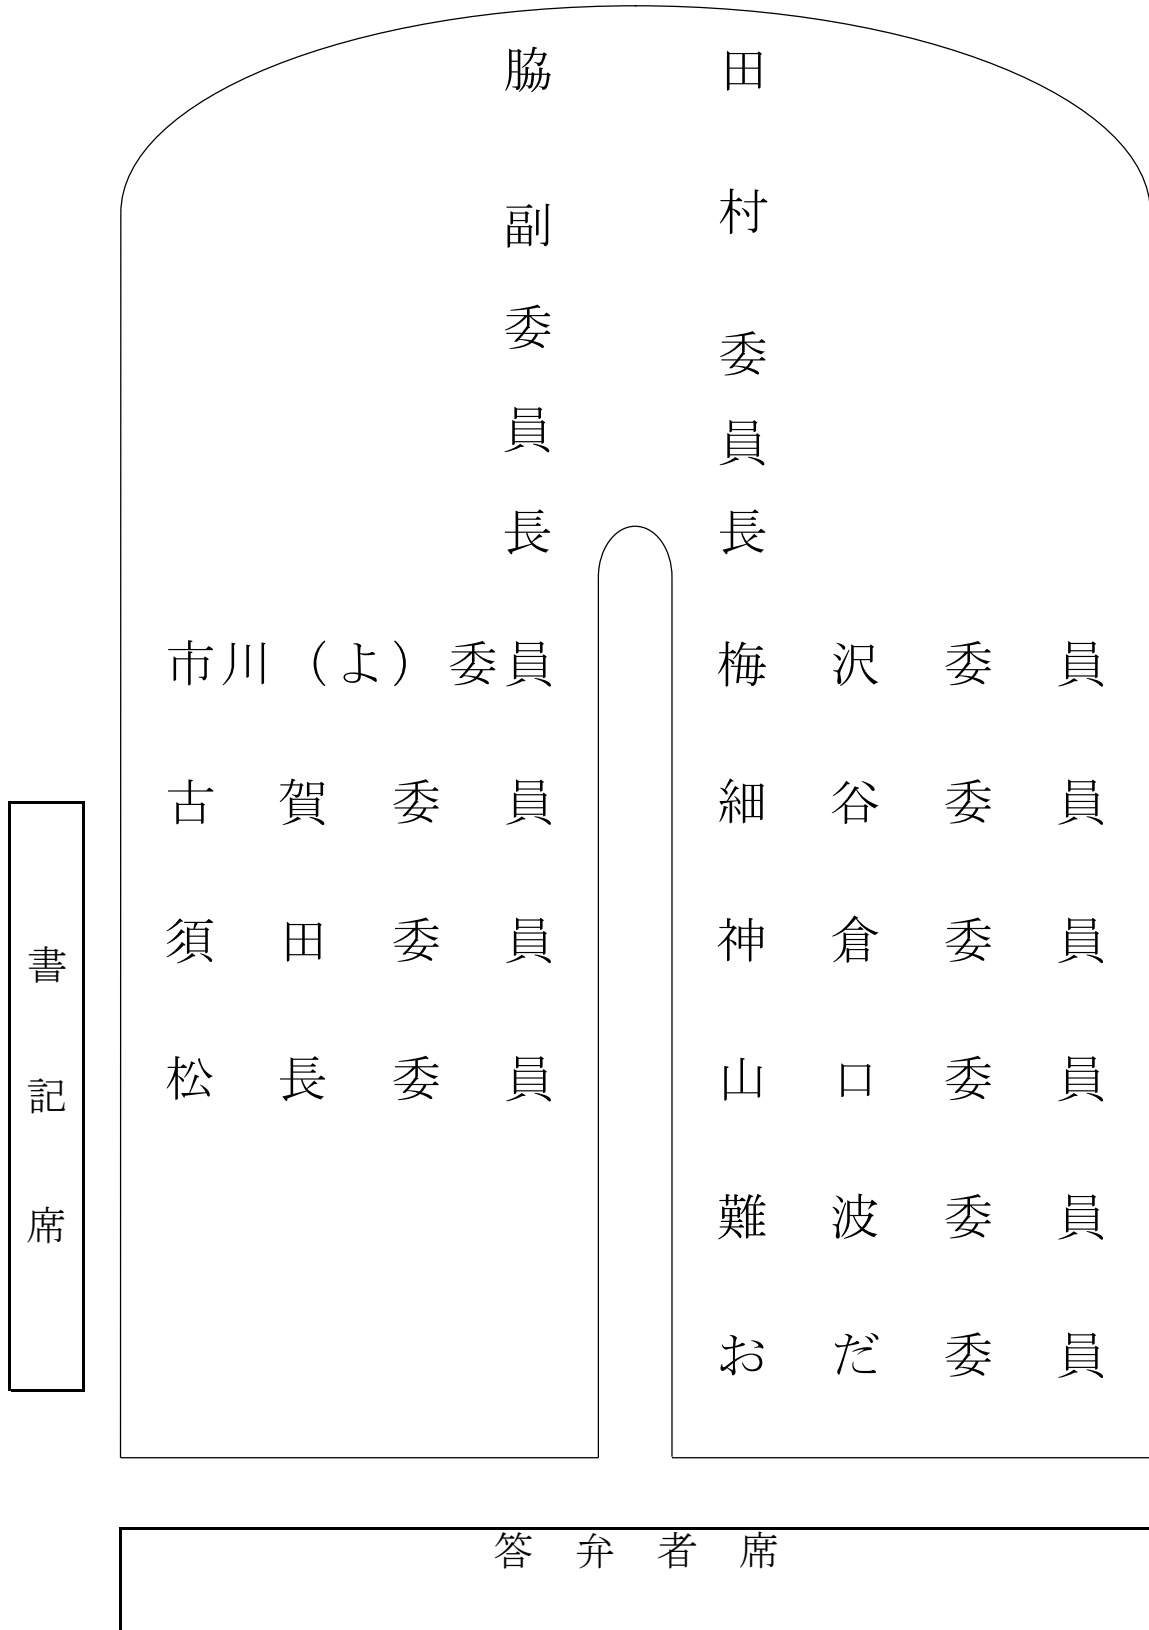 田村委員長
脇副委員長
市川（よ）委員
梅沢委員
古賀委員
細谷委員
須田委員
神倉委員
松長委員
山口委員
難波委員
おだ委員
書記席
答弁者席